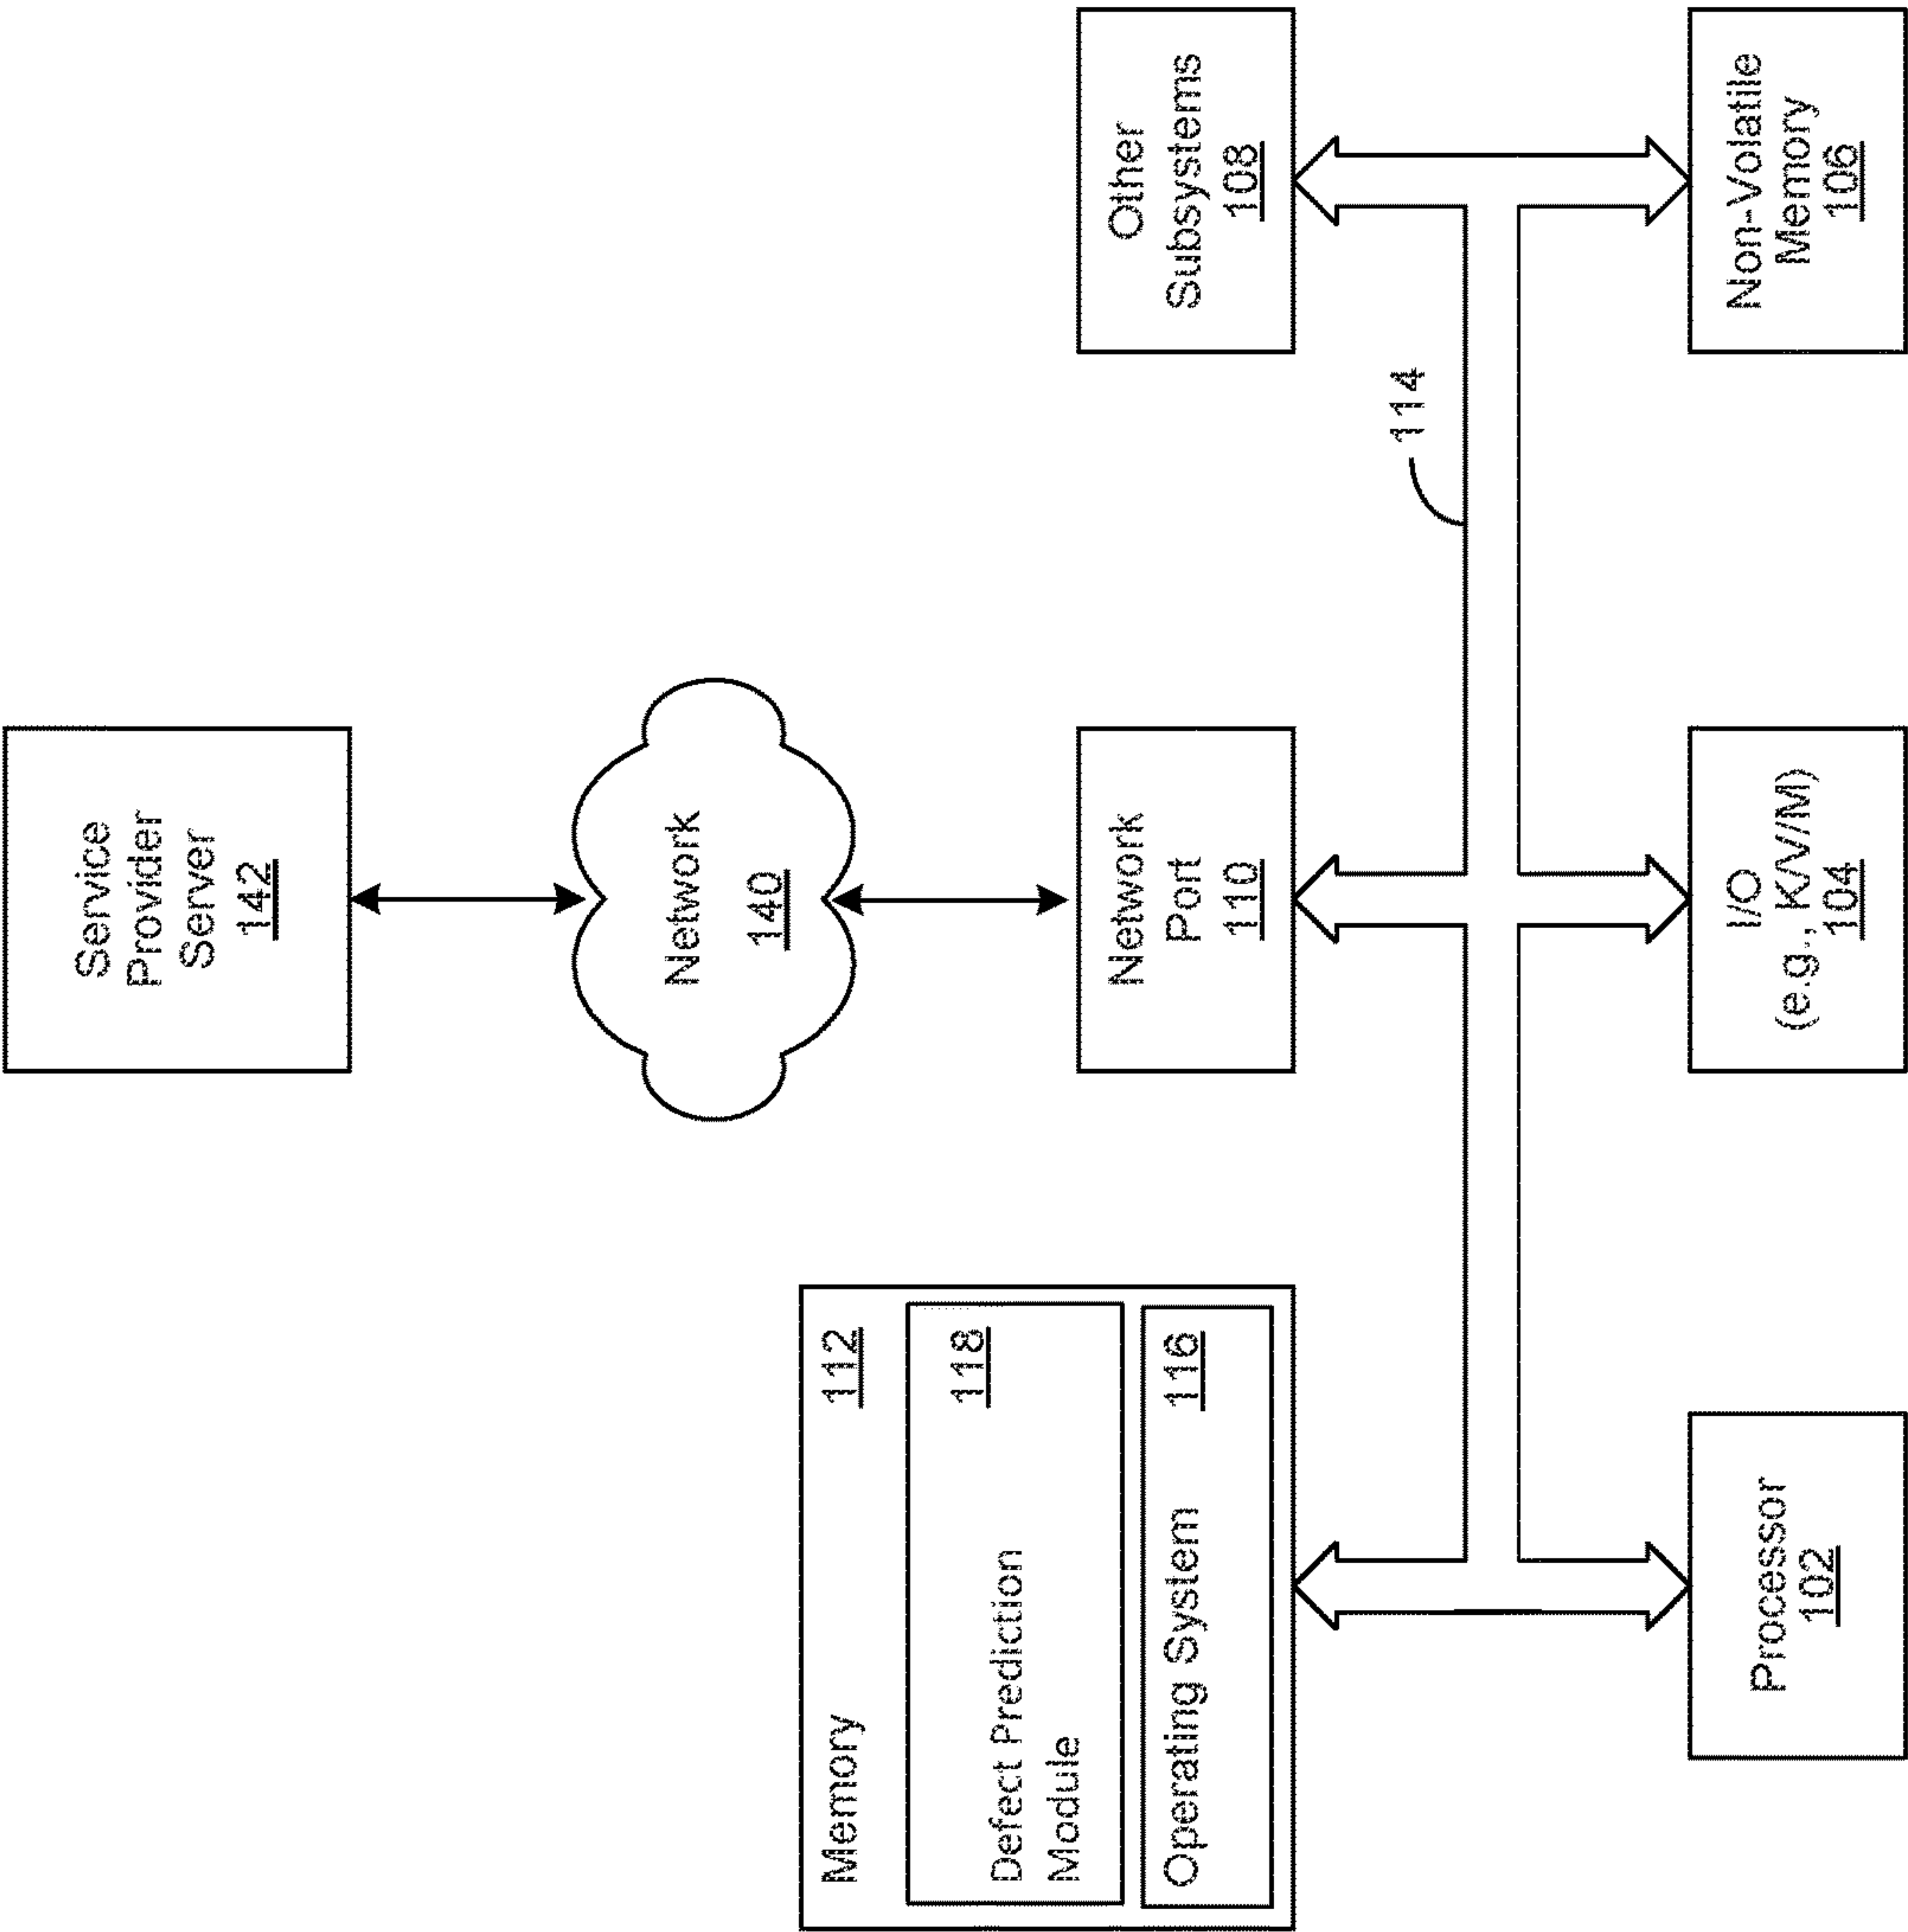 Service
Provider
Server
142
Network
140
Memory
112
118
Defect Prediction
Module
Operating System
116
Network
Port
110
Other
Subsystems
108
114
Processor
102
I/O
(e.g., K/V/M)
104
Non-Volatile
Memory
106